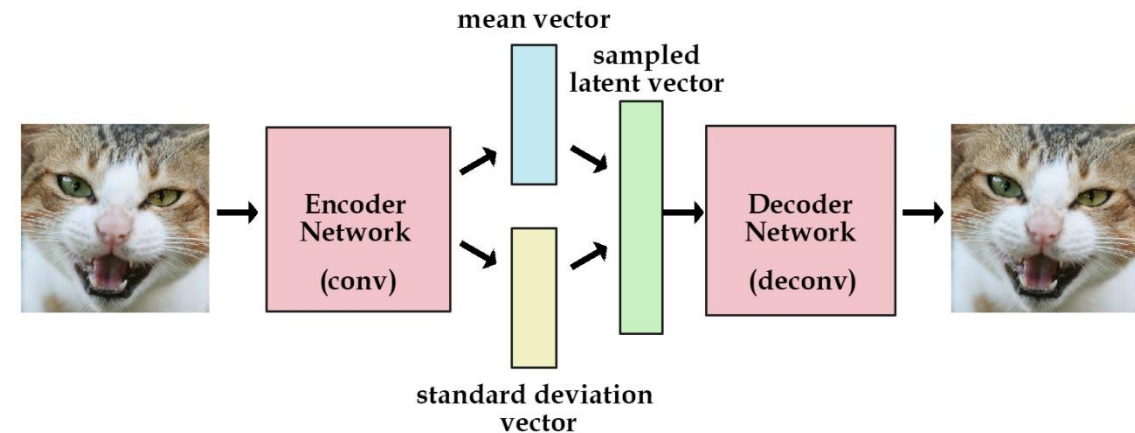 mean vector
sampled
latent vector
Encoder
Network
(conv)
Decoder
Network
(deconv)
standard deviation
vector